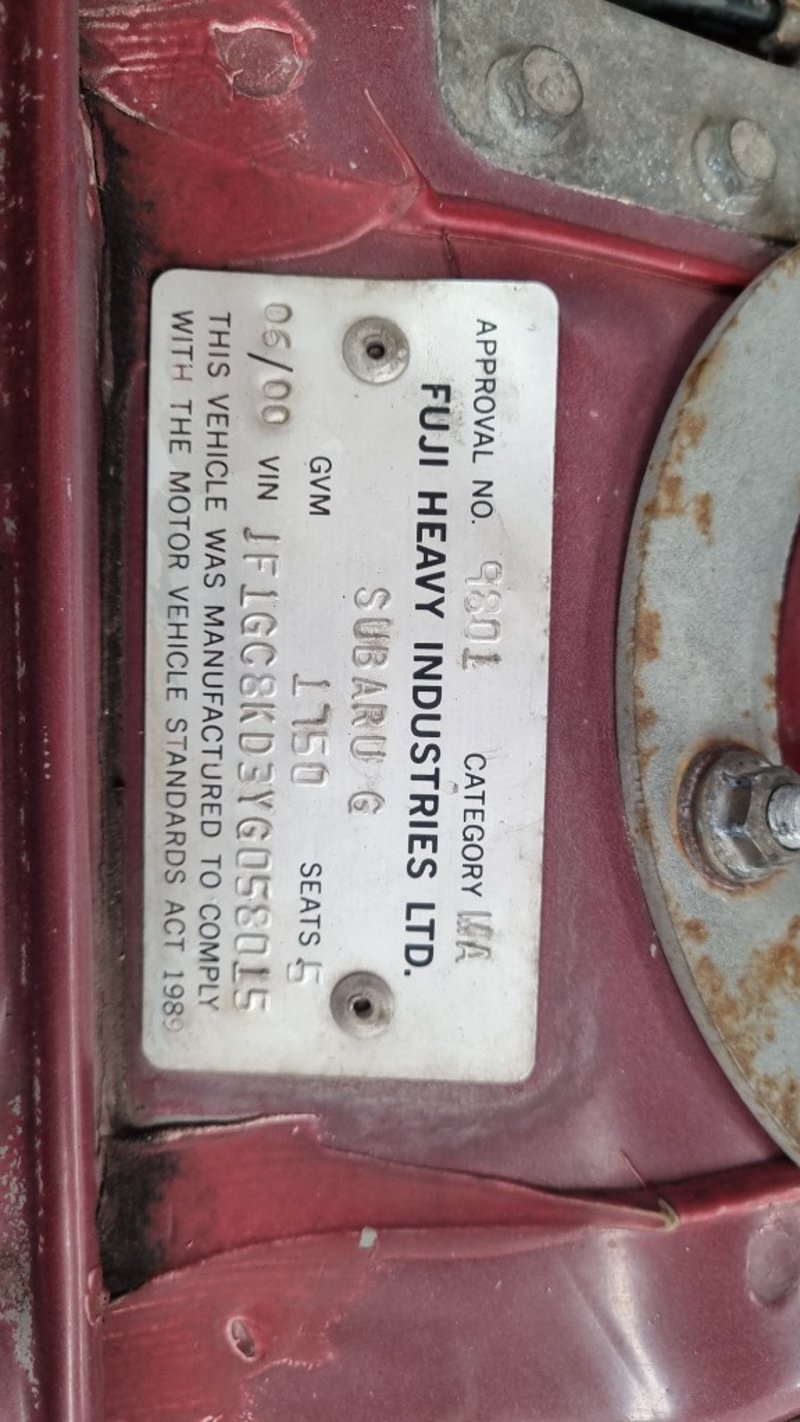 APPROVAL NO. 9801 CATEGORY MA
FUJI HEAVY INDUSTRIES LTD.
SUBARU G
GVM 1750 SEATS 5
06/00 VIN JF1GC8KD3YG058015
THIS VEHICLE WAS MANUFACTURED TO COMPLY
WITH THE MOTOR VEHICLE STANDARDS ACT 1989